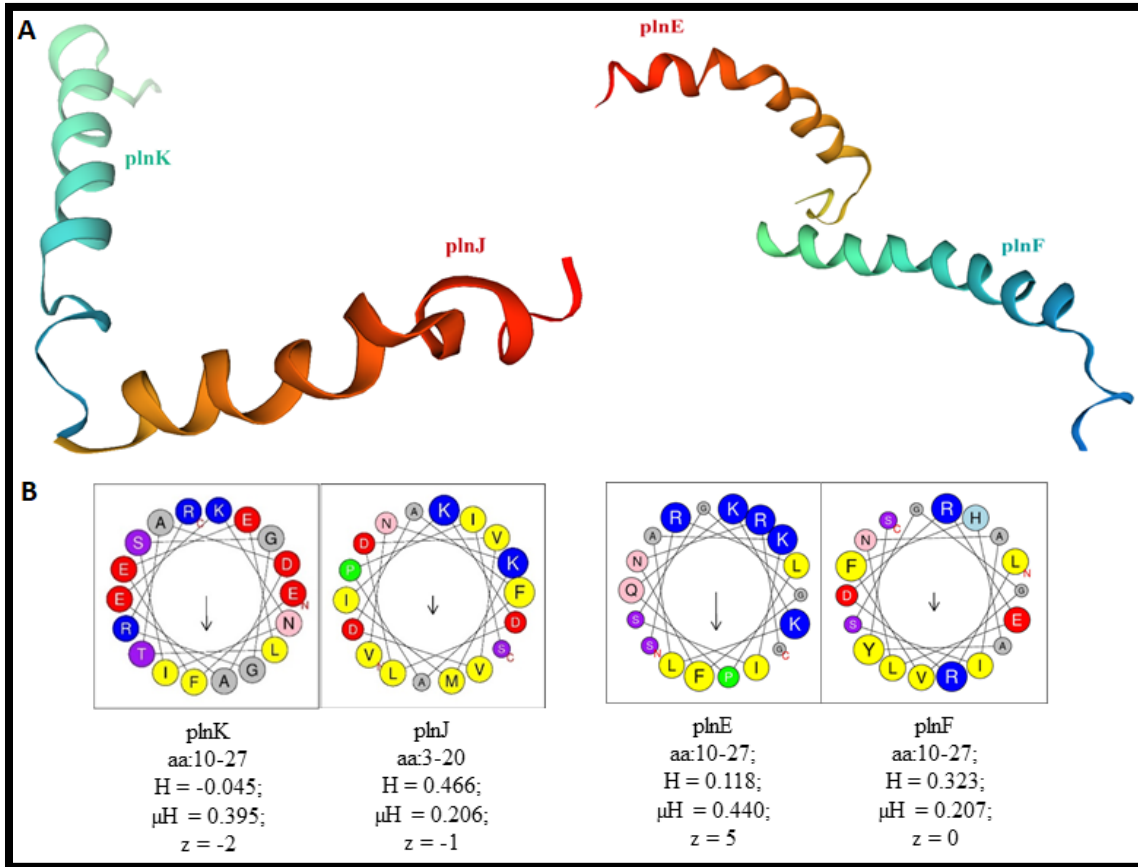 A
plnK
plnJ
plnE
plnF
B
A R K E
C
S G
E D
E E
N
R N
T L
I F A G
N A K I
D V
P K
I F
D D
V S
N C
L A M V
R G K R
A K
N L
Q G
S K
S G
N C
L F P I
S G R H
C
N A
F L
N
D G
S E
Y A
L V R I
plnK
aa:10-27
H = -0.045;
μH = 0.395;
z = -2
plnJ
aa:3-20
H = 0.466;
μH = 0.206;
z = -1
plnE
aa:10-27;
H = 0.118;
μH = 0.440;
z = 5
plnF
aa:10-27;
H = 0.323;
μH = 0.207;
z = 0